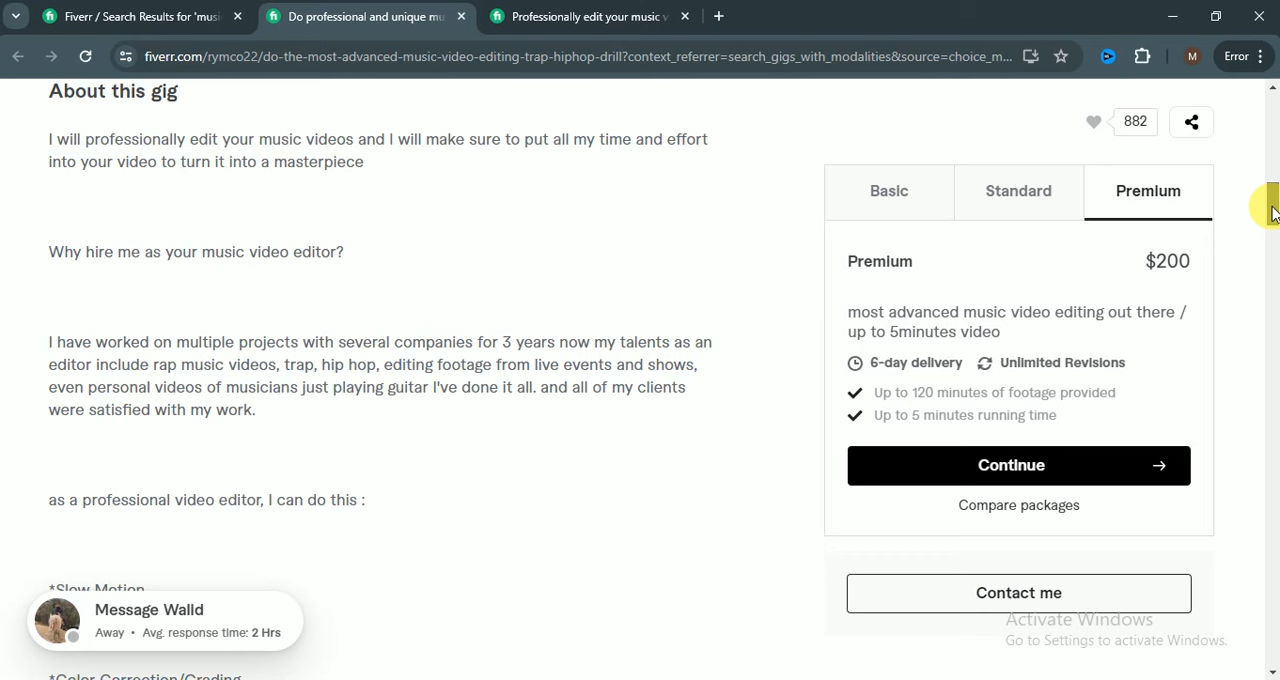 Fiverr / Search Results for 'musi
Do professional and unique mu
Professionally edit your music v
fiverr.com/rymco22/do-the-most-advanced-music-video-editing-trap-hiphop-drill?context_referrer=search_gigs_with_modalities&source=choice_m...
M
Error
About this gig
I will professionally edit your music videos and I will make sure to put all my time and effort
into your video to turn it into a masterpiece
Why hire me as your music video editor?
I have worked on multiple projects with several companies for 3 years now my talents as an
editor include rap music videos, trap, hip hop, editing footage from live events and shows,
even personal videos of musicians just playing guitar I've done it all. and all of my clients
were satisfied with my work.
as a professional video editor, I can do this :
*Slow Motion
Message Walid
Away • Avg. response time: 2 Hrs
*Color Correction/Grading
882
Basic
Standard
Premium
Premium
$200
most advanced music video editing out there /
up to 5minutes video
6-day delivery
Unlimited Revisions
Up to 120 minutes of footage provided
Up to 5 minutes running time
Continue →
Compare packages
Contact me
Activate Windows
Go to Settings to activate Windows.